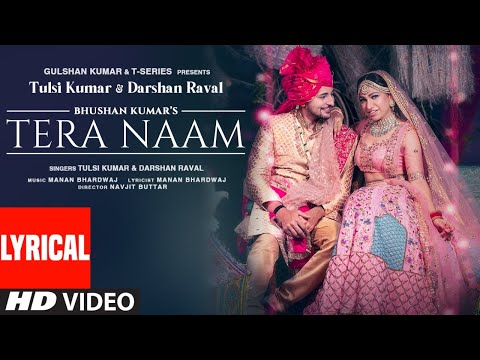 GULSHAN KUMAR & T-SERIES PRESENTS
Tulsi Kumar & Darshan Raval
BHUSHAN KUMAR'S
TERA NAAM
SINGERS TULSI KUMAR & DARSHAN RAVAL
MUSIC MANAN BHARDWAJ LYRICIST MANAN BHARDWAJ
DIRECTOR NAVJIT BUTTAR
LYRICAL
HD VIDEO